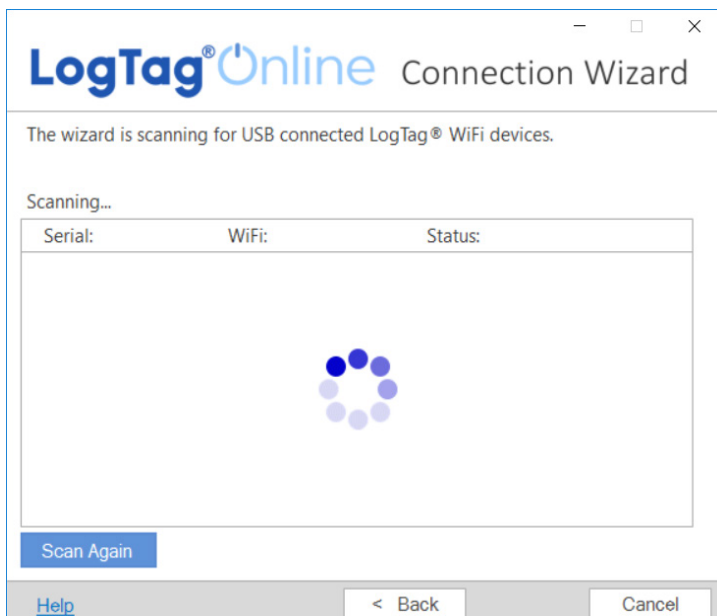 LogTag® Online Connection Wizard
The wizard is scanning for USB connected LogTag® WiFi devices.
Scanning...
Serial: WiFi: Status:
Scan Again
Help < Back Cancel